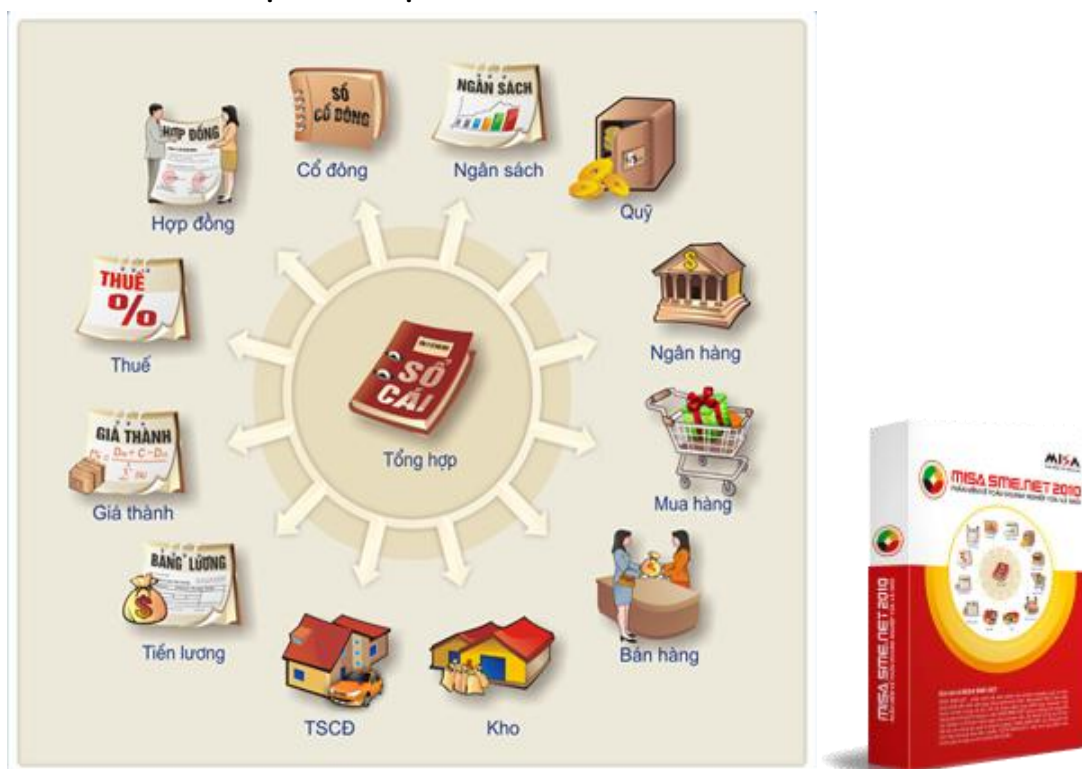 SỔ
CỔ ĐÔNG
Cổ đông
NGÂN SÁCH
Ngân sách
Quỹ
HỢP ĐỒNG
Hợp đồng
THUẾ
%
Thuế
Ngân hàng
SỔ
CÁI
Tổng hợp
GIÁ THÀNH
Giá thành
Mua hàng
BẢNG LƯƠNG
Tiền lương
TSCĐ
Kho
Bán hàng
MISA
MISA SME.NET 2010
MISA SME.NET 2010